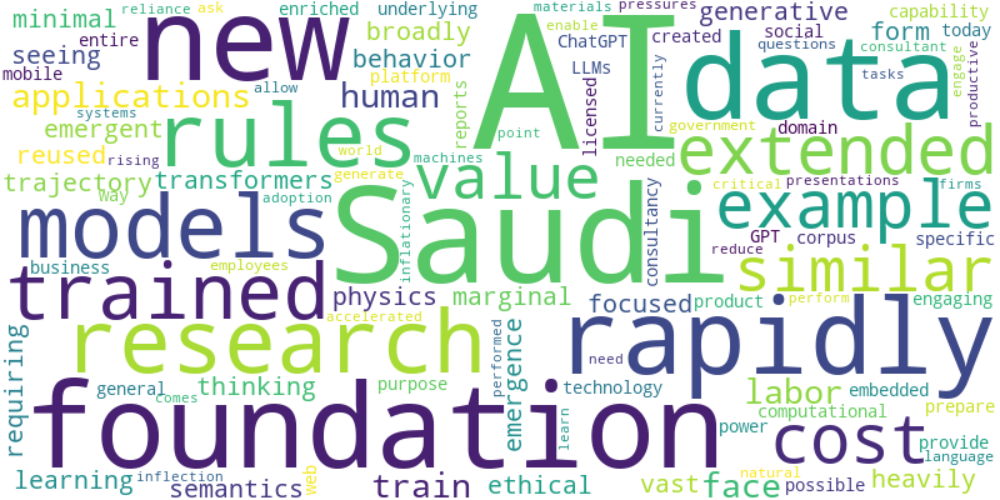 minimal
reliance
ask
enriched
underlying
new
AI
materials
pressures
generative
capability
entire
seeing
broadly
behavior
enable
ChatGPT
created
social
form
today
mobile
applications
allow
platform
human
reports
LLMs
licensed
currently
data
questions
consultant
tasks
engage
productive
systems
emergent
rules
point
government
domain
reused
rising
world
machines
needed
extended
trajectory
way
transformers
generate
adoption
value
critical
presentations
firms
models
Saudi
inflationary
consultancy
example
reduce
GPT
corpus
specific
business
employees
similar
trained
physics
marginal
focused
product
perform
engaging
accelerated
research
rapidly
requiring
performed
emergence
need
general
comes
thinking
purpose
learn
technology
labor
embedded
foundation
computational
prepare
power
cost
provide
language
learning
inflection
semantics
web
train
ethical
vast
face
natural
possible
heavily